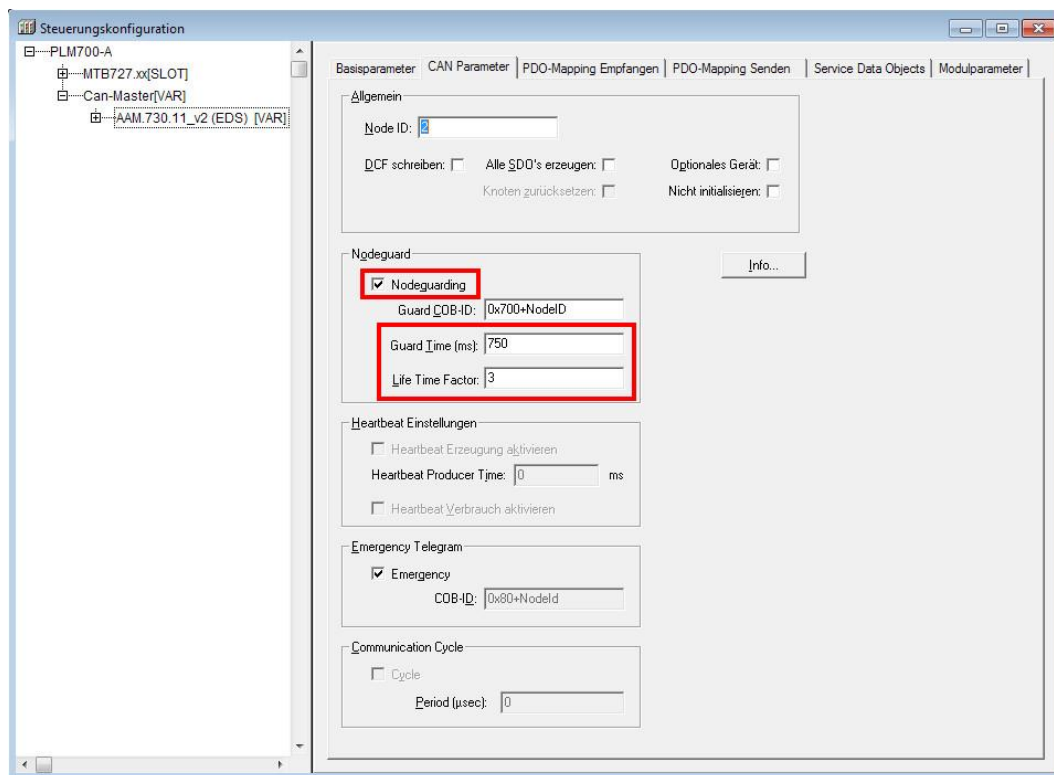 Steuerungskonfiguration
PLM700-A
MTB727.xx[SLOT]
Can-Master[VAR]
AAM.730.11_v2 (EDS) [VAR]
Basisparameter CAN Parameter PDO-Mapping Empfangen PDO-Mapping Senden Service Data Objects Modulparameter
Allgemein
Node ID: 2
DCF schreiben: Alle SDO's erzeugen: Optionales Gerät:
Knoten zurücksetzen: Nicht initialisieren:
Nodeguard
Info...
Nodeguarding
Guard COB-ID: 0x700+NodeID
Guard Time (ms): 750
Life Time Factor: 3
Heartbeat Einstellungen
Heartbeat Erzeugung aktivieren
Heartbeat Producer Time: 0 ms
Heartbeat Verbrauch aktivieren
Emergency Telegram
Emergency
COB-ID: 0x80+NodeId
Communication Cycle
Cycle
Period (µsec): 0